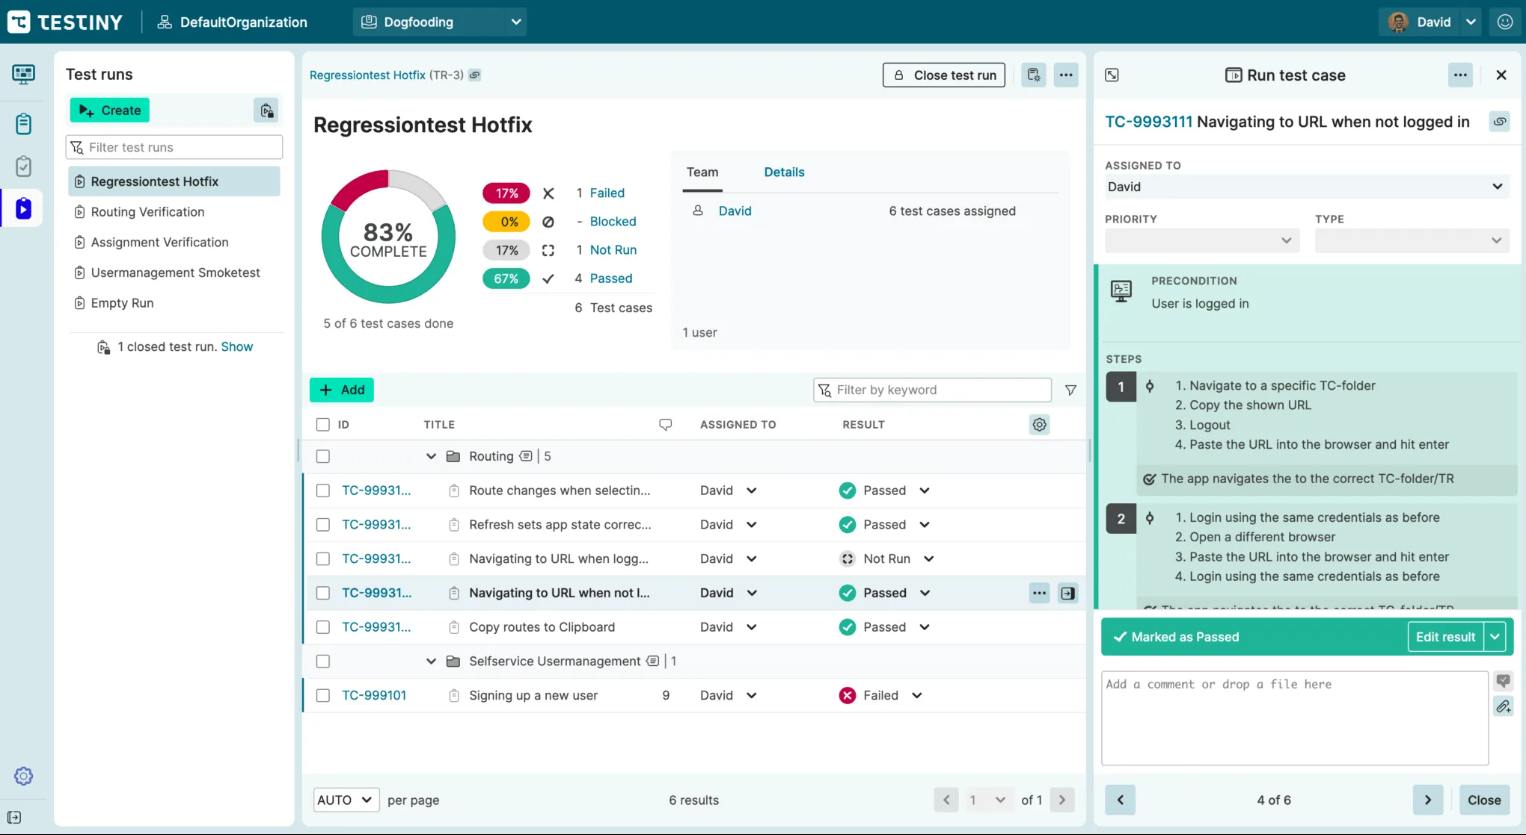 TESTINY
DefaultOrganization
Dogfooding
David
Test runs
Create
Filter test runs
Regressiontest Hotfix
Routing Verification
Assignment Verification
Usermanagement Smoketest
Empty Run
1 closed test run. Show
Regressiontest Hotfix (TR-3)
Close test run
Regressiontest Hotfix
83%
COMPLETE
5 of 6 test cases done
17% 1 Failed
0% - Blocked
17% 1 Not Run
67% 4 Passed
6 Test cases
Team Details
David 6 test cases assigned
1 user
Add
Filter by keyword
ID TITLE ASSIGNED TO RESULT
Routing | 5
TC-99931... Route changes when selectin... David Passed
TC-99931... Refresh sets app state correc... David Passed
TC-99931... Navigating to URL when logg... David Not Run
TC-99931... Navigating to URL when not l... David Passed
TC-99931... Copy routes to Clipboard David Passed
Selfservice Usermanagement | 1
TC-999101 Signing up a new user 9 David Failed
AUTO per page 6 results 1 of 1
Run test case
TC-9993111 Navigating to URL when not logged in
ASSIGNED TO
David
PRIORITY TYPE
PRECONDITION
User is logged in
STEPS
1
1. Navigate to a specific TC-folder
2. Copy the shown URL
3. Logout
4. Paste the URL into the browser and hit enter
The app navigates the to the correct TC-folder/TR
2
1. Login using the same credentials as before
2. Open a different browser
3. Paste the URL into the browser and hit enter
4. Login using the same credentials as before
The app navigates the to the correct TC-folder/TR
Marked as Passed Edit result
Add a comment or drop a file here
4 of 6 Close